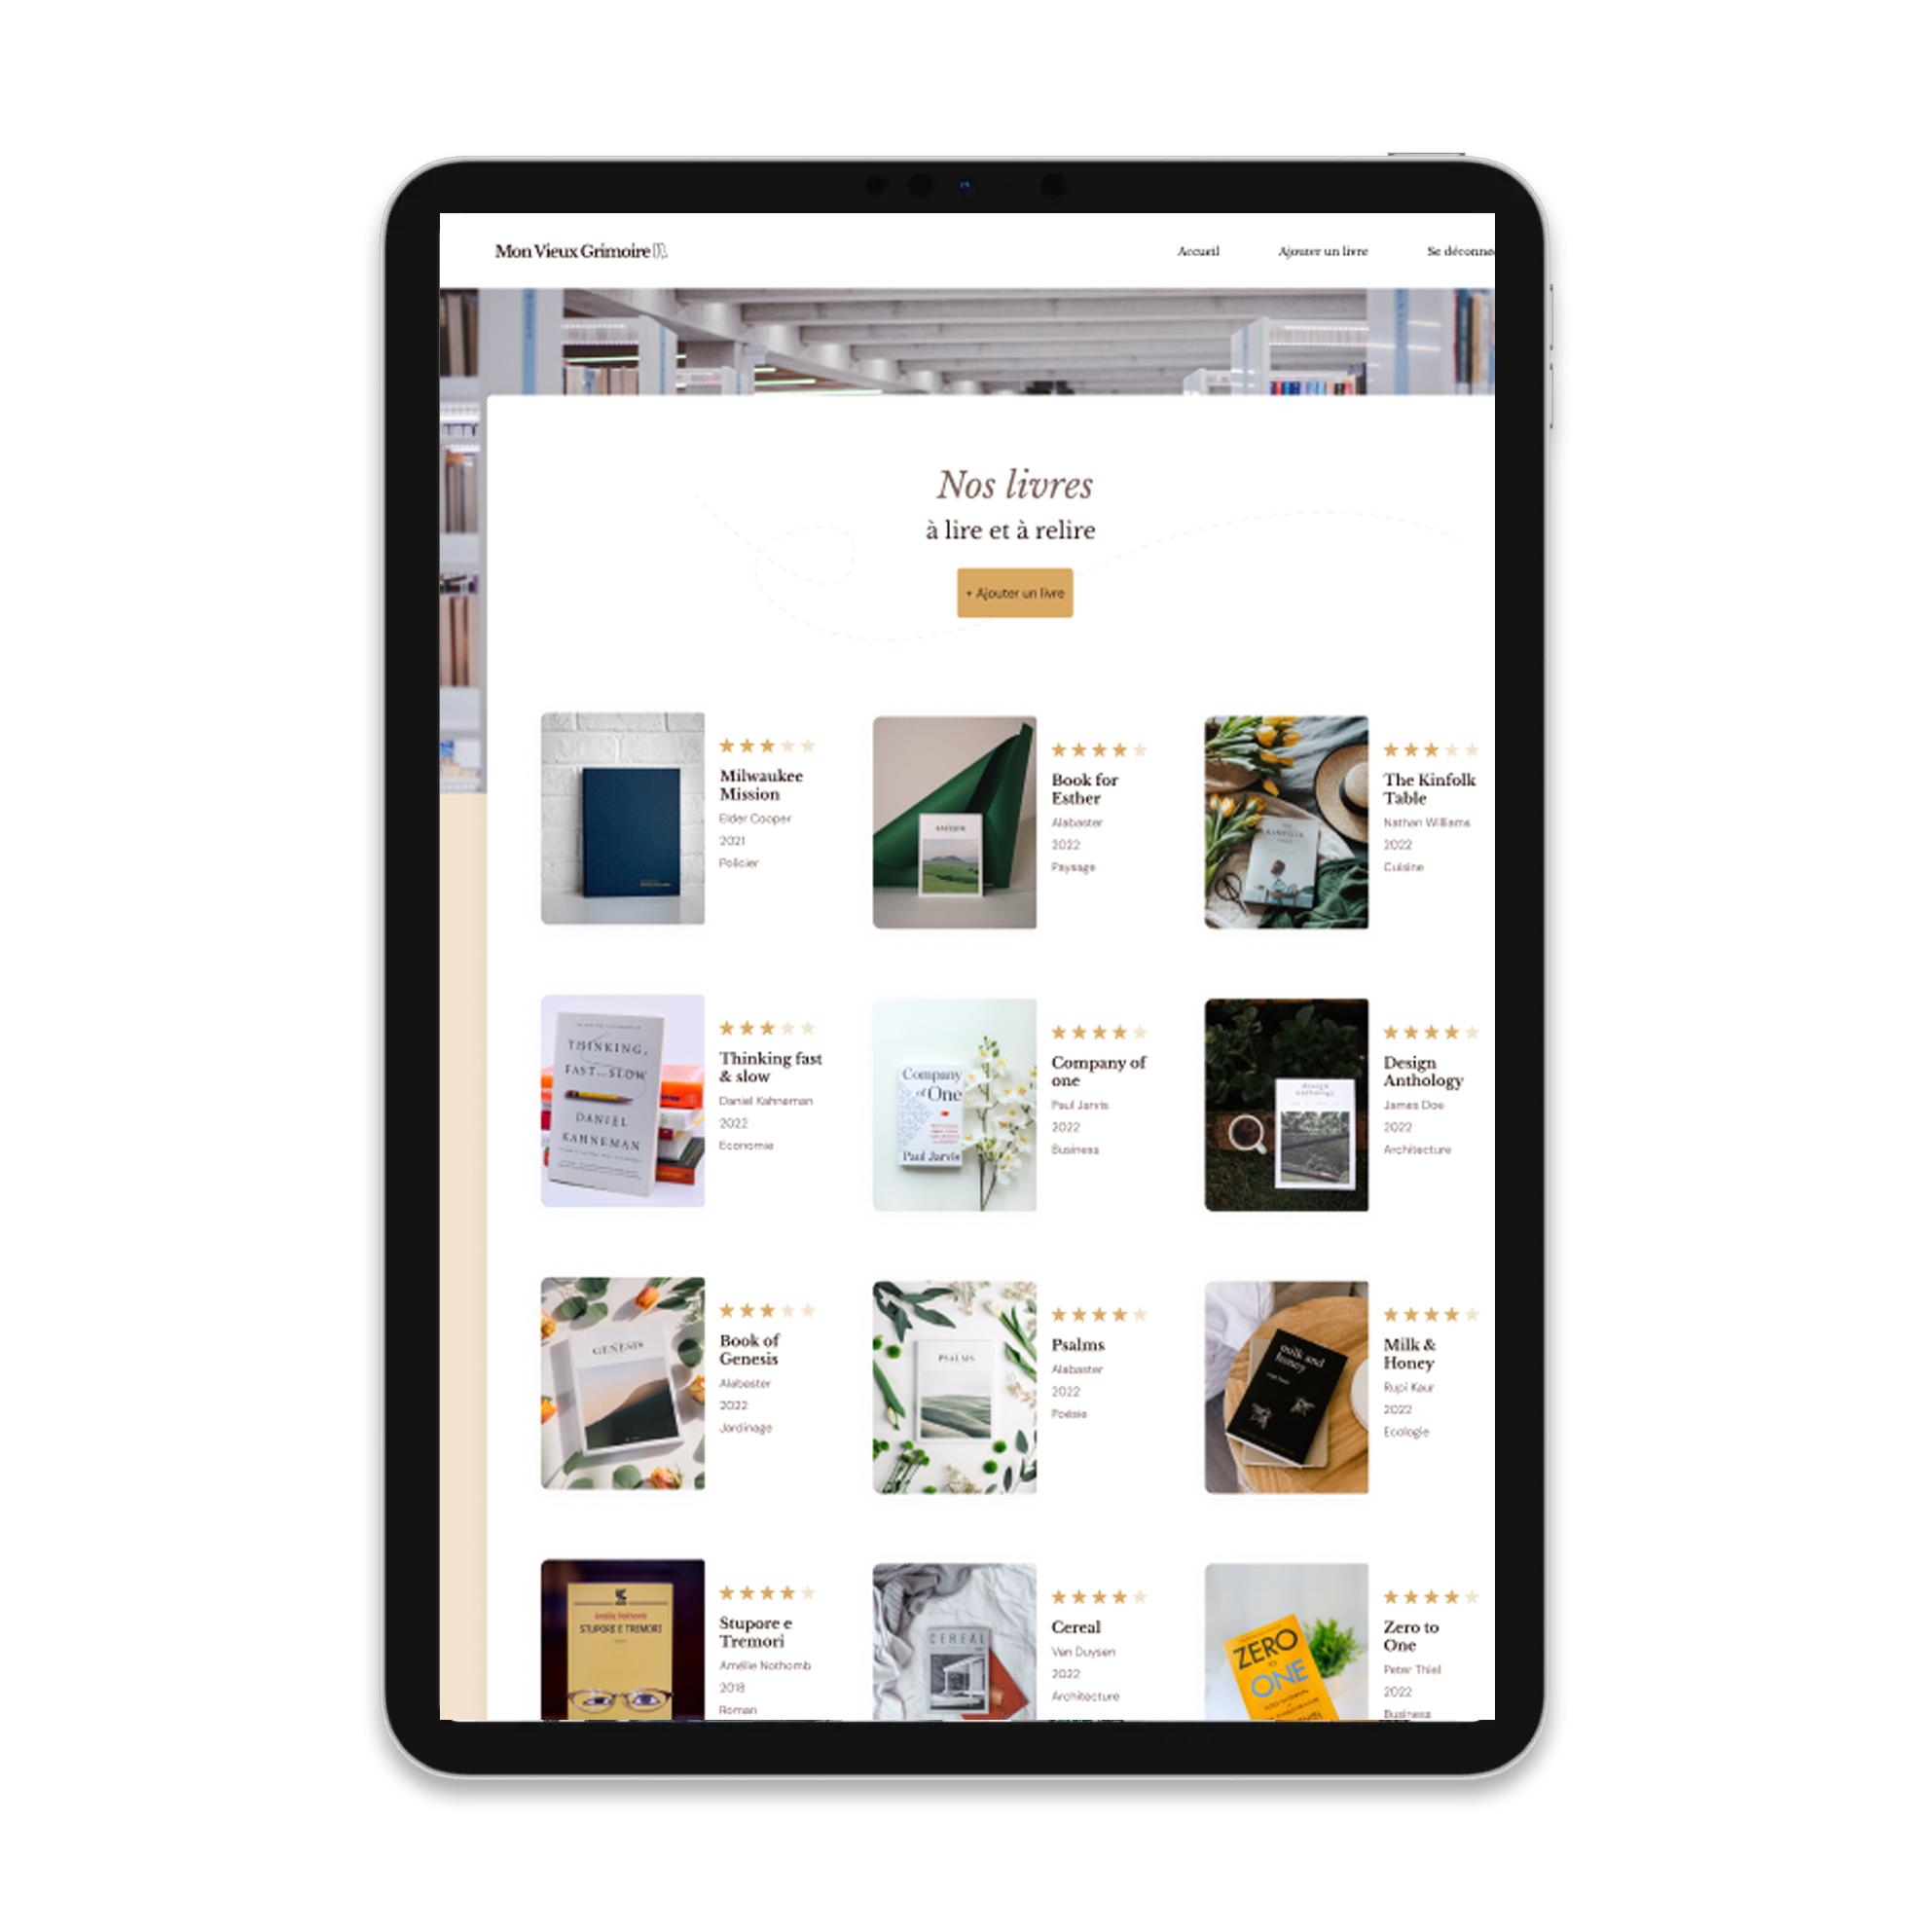 Mon Vieux Grimoire
Accueil
Ajouter un livre
Se déconne
Nos livres
à lire et à relire
+ Ajouter un livre
Milwaukee
Mission
Elder Cooper
2021
Policier
Book for
Esther
Alabaster
2022
Paysage
The Kinfolk
Table
Nathan Williams
2022
Cuisine
KINFOLK
THINKING,
FAST AND SLOW
DANIEL
KAHNEMAN
Thinking fast
& slow
Daniel Kahneman
2022
Economie
Company
of One
Paul Jarvis
Company of
one
Paul Jarvis
2022
Business
design
anthology
Design
Anthology
James Doe
2022
Architecture
GENESIS
Book of
Genesis
Alabaster
2022
Jardinage
PSALMS
Psalms
Alabaster
2022
Poésie
milk and
honey
rupi kaur
Milk &
Honey
Rupi Kaur
2022
Ecologie
Amélie Nothomb
STUPORE E TREMORI
Stupore e
Tremori
Amélie Nothomb
2018
Roman
CEREAL
Cereal
Van Duysen
2022
Architecture
ZERO
TO
ONE
Zero to
One
Peter Thiel
2022
Business